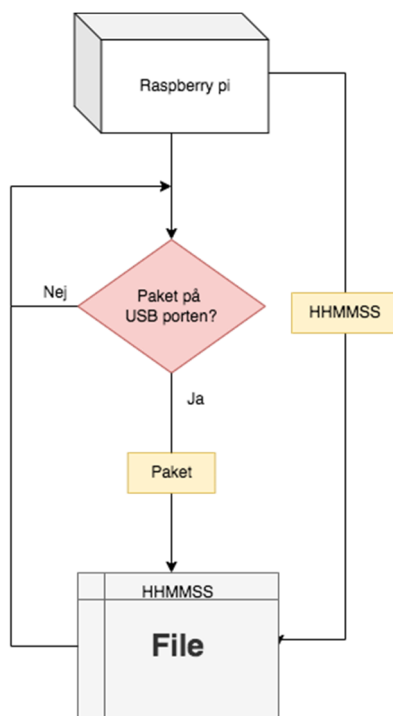 Raspberry pi
Nej
Paket på
USB porten?
HHMMSS
Ja
Paket
HHMMSS
File